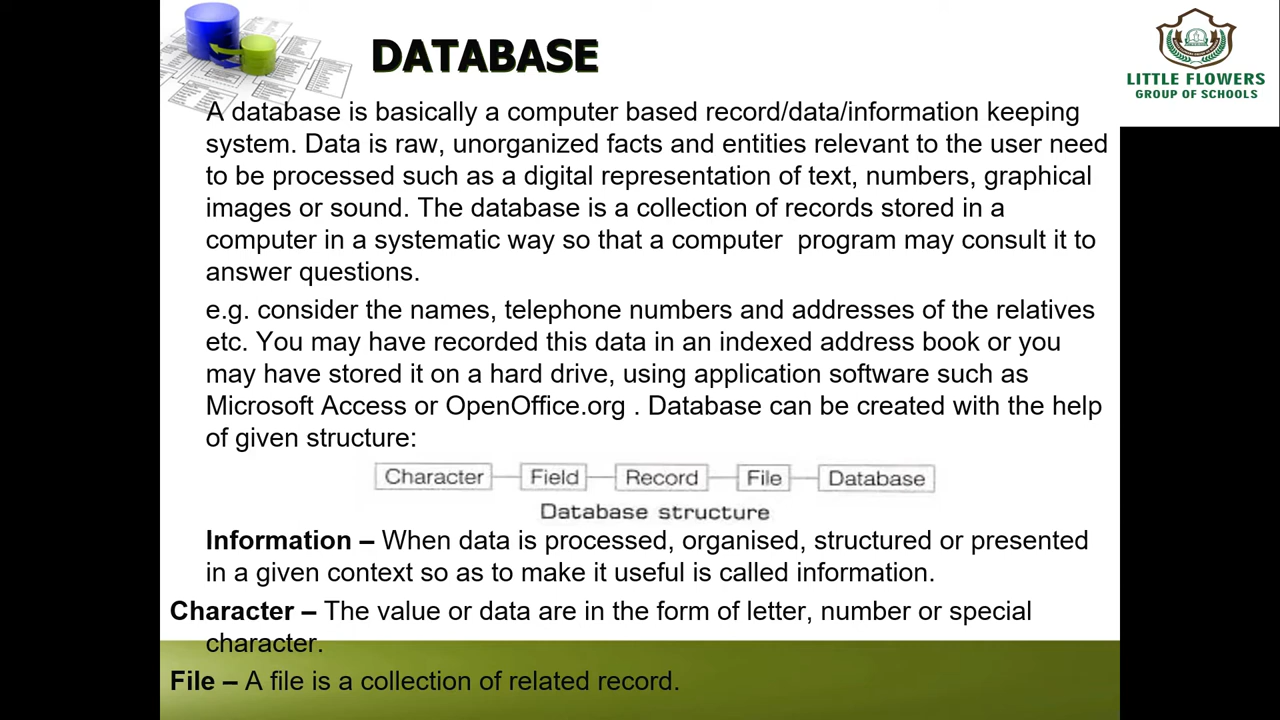 DATABASE
LITTLE FLOWERS
GROUP OF SCHOOLS
A database is basically a computer based record/data/information keeping
system. Data is raw, unorganized facts and entities relevant to the user need
to be processed such as a digital representation of text, numbers, graphical
images or sound. The database is a collection of records stored in a
computer in a systematic way so that a computer  program may consult it to
answer questions.
e.g. consider the names, telephone numbers and addresses of the relatives
etc. You may have recorded this data in an indexed address book or you
may have stored it on a hard drive, using application software such as
Microsoft Access or OpenOffice.org . Database can be created with the help
of given structure:
Character Field Record File Database
Database structure
Information – When data is processed, organised, structured or presented
in a given context so as to make it useful is called information.
Character – The value or data are in the form of letter, number or special
character.
File – A file is a collection of related record.